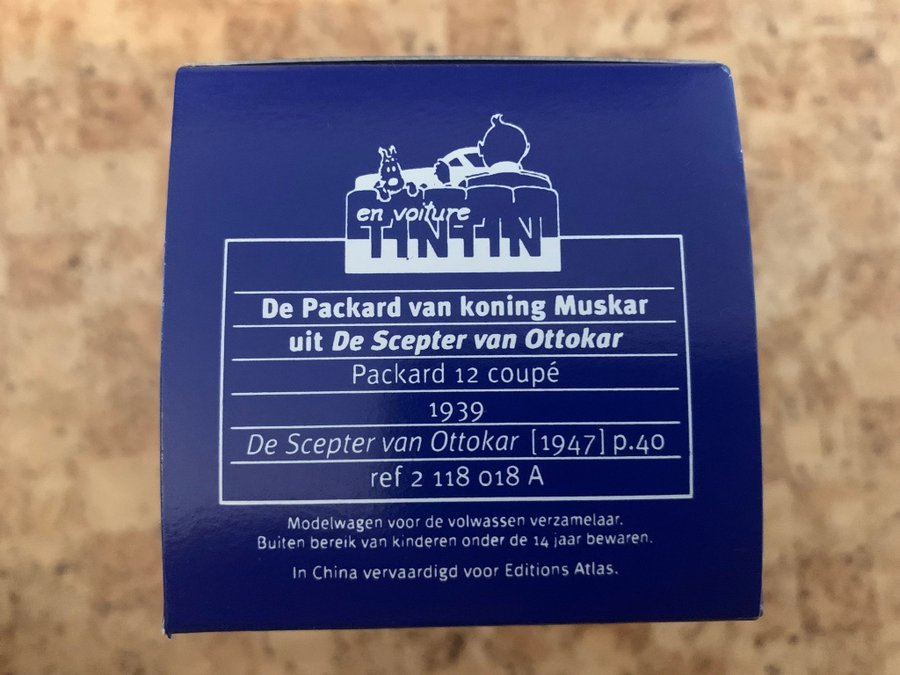 en voiture
TINTIN
De Packard van koning Muskar
uit De Scepter van Ottokar
Packard 12 coupé
1939
De Scepter van Ottokar [1947] p.40
ref 2 118 018 A
Modelwagen voor de volwassen verzamelaar.
Buiten bereik van kinderen onder de 14 jaar bewaren.
In China vervaardigd voor Editions Atlas.